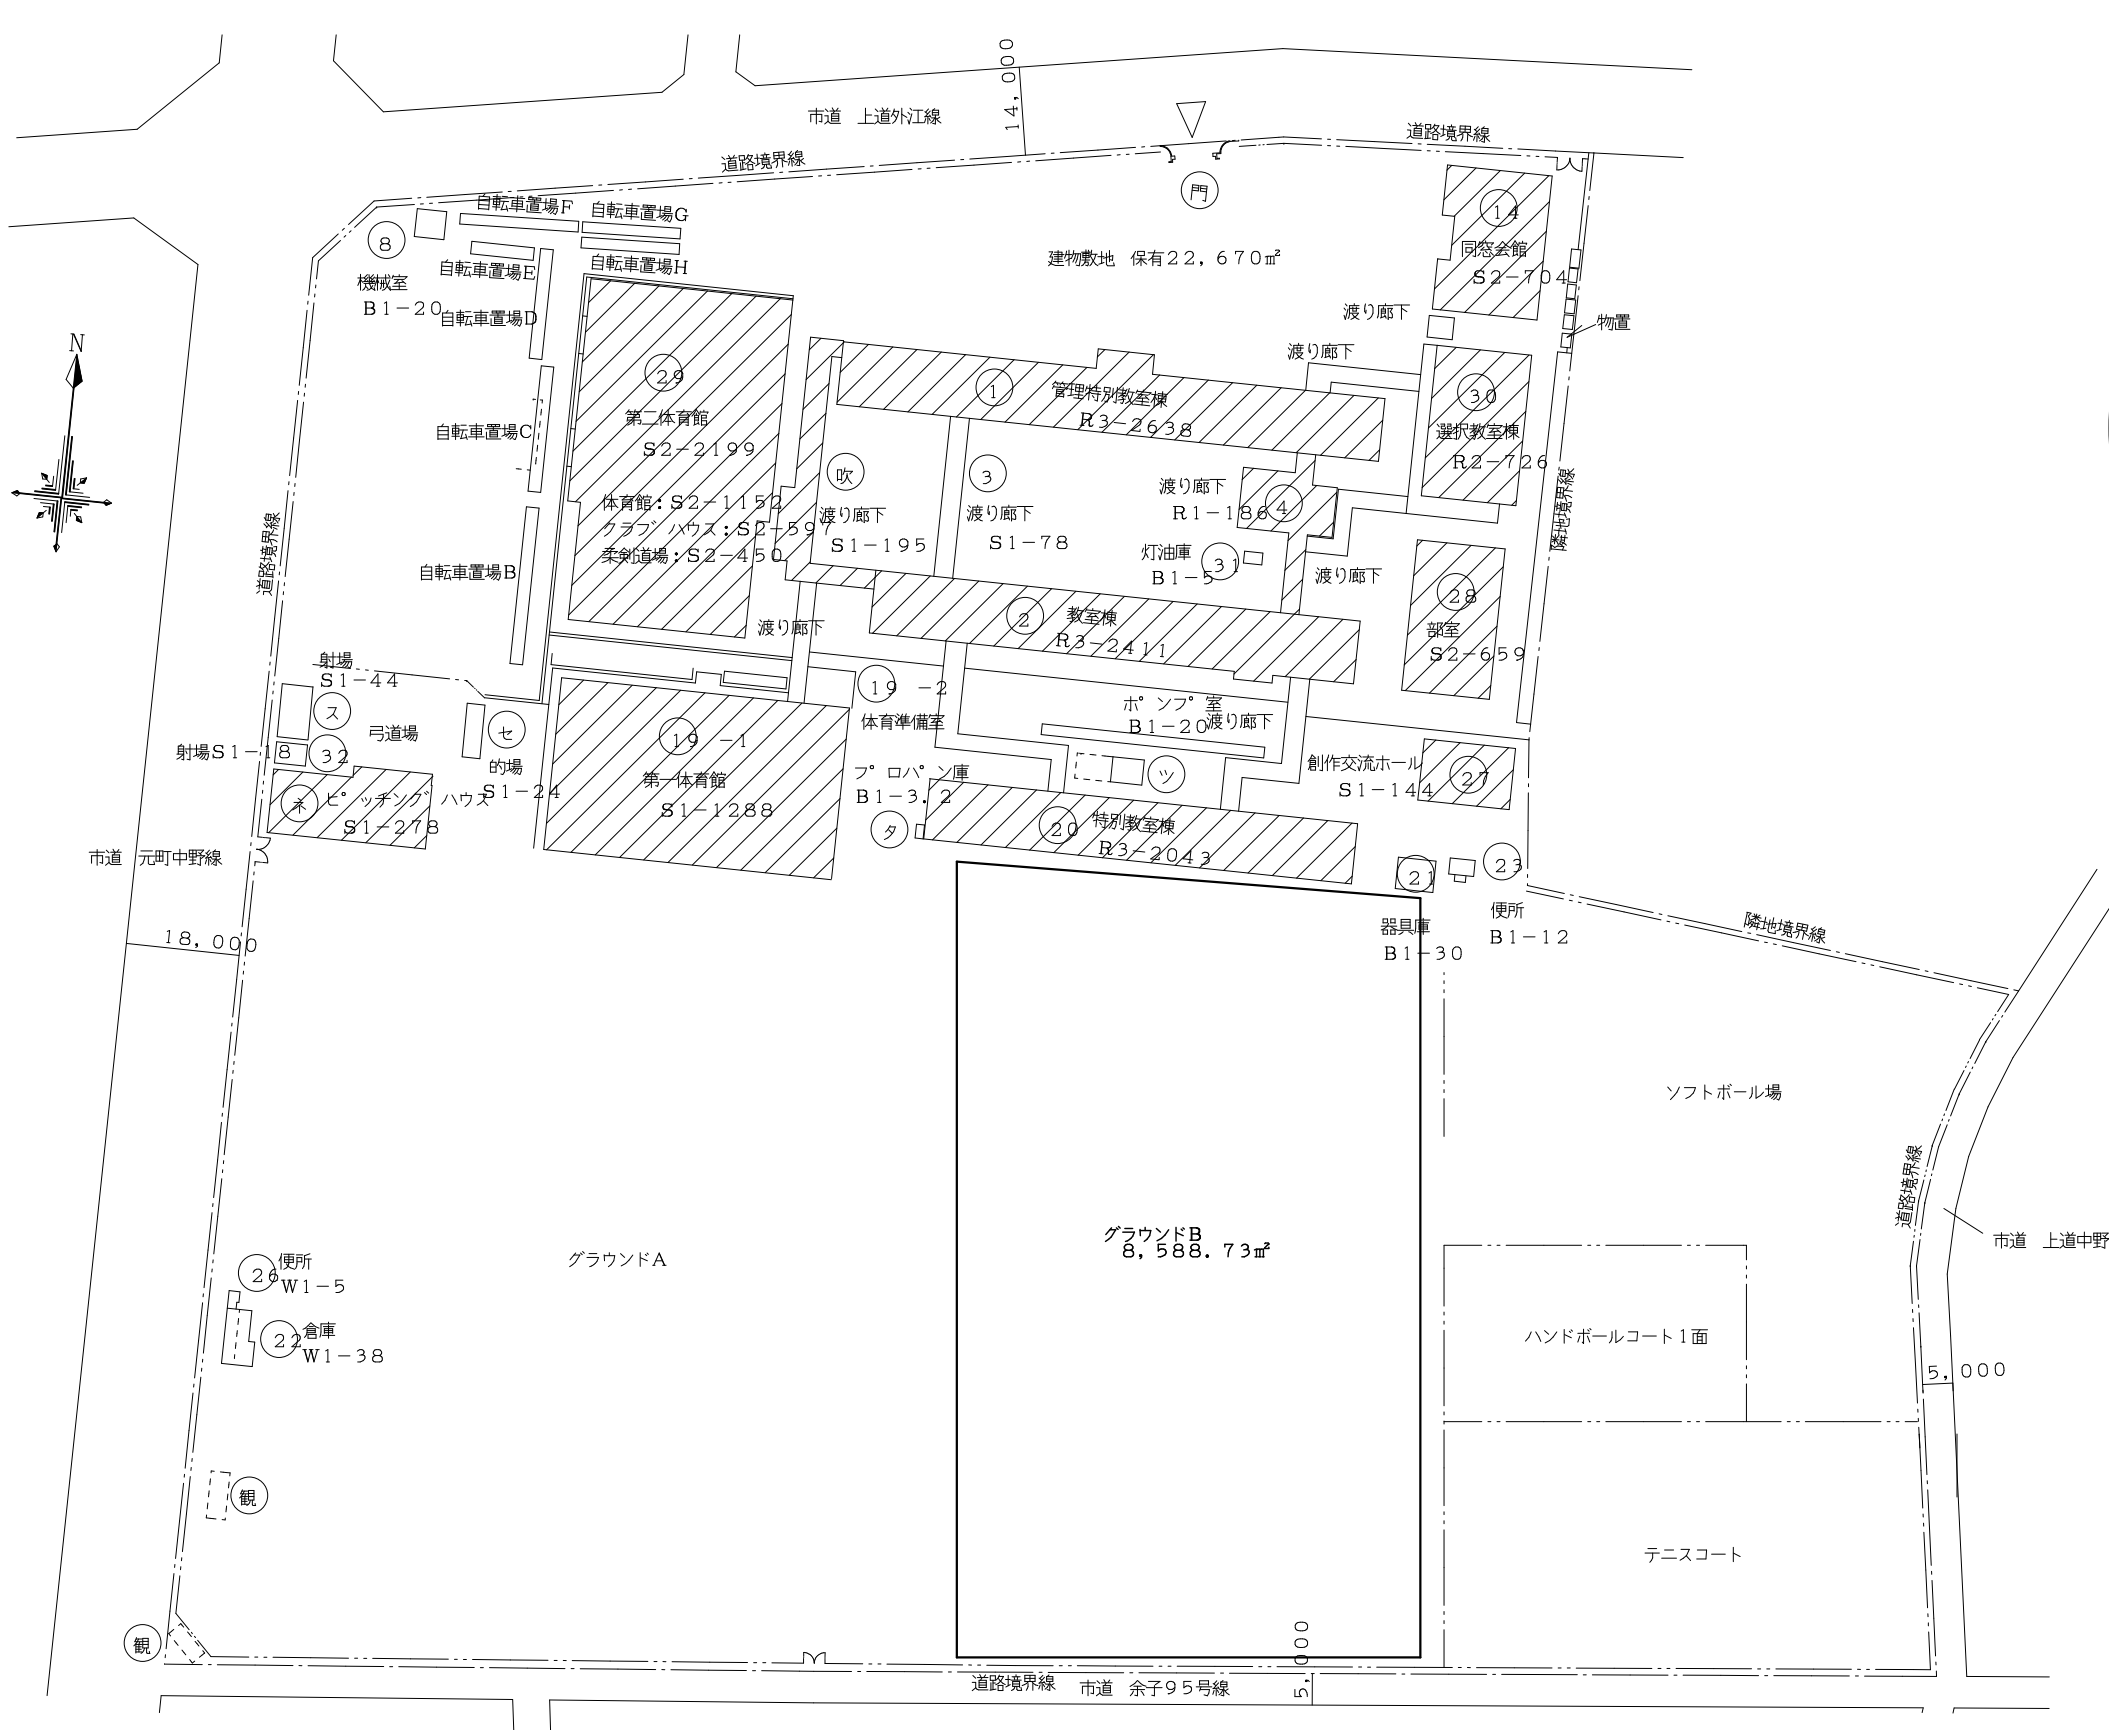 14,000
市道　上道外江線
道路境界線
道路境界線
門
14
同窓会館
S2-704
自転車置場F
自転車置場G
8
機械室
B1-20
自転車置場E
自転車置場H
自転車置場D
建物敷地　保有22,670㎡
渡り廊下
物置
渡り廊下
N
29
第二体育館
S2-2199
体育館:S2-1152
クラブハウス:S2-597
柔剣道場:S2-450
1
管理特別教室棟
R3-2638
30
選択教室棟
R2-726
自転車置場C
吹
渡り廊下
S1-195
3
渡り廊下
S1-78
渡り廊下
R1-186
4
灯油庫
B1-5
31
渡り廊下
隣地境界線
道路境界線
自転車置場B
28
部室
S2-659
2
教室棟
R3-2411
渡り廊下
射場
S1-44
ス
19-2
体育準備室
ポンプ室
B1-20
渡り廊下
セ
的場
S1-24
弓道場
射場S1-18
32
19-1
第一体育館
S1-1288
ネ
ピッチングハウス
S1-278
プロパン庫
B1-3.2
タ
ツ
創作交流ホール
S1-144
27
20
特別教室棟
R3-2043
市道　元町中野線
21
器具庫
B1-30
23
便所
B1-12
隣地境界線
18,000
ソフトボール場
道路境界線
市道　上道中野
グラウンドA
グラウンドB
8,588.73㎡
26
便所
W1-5
22
倉庫
W1-38
ハンドボールコート1面
5,000
観
テニスコート
観
5,000
道路境界線
市道　余子95号線